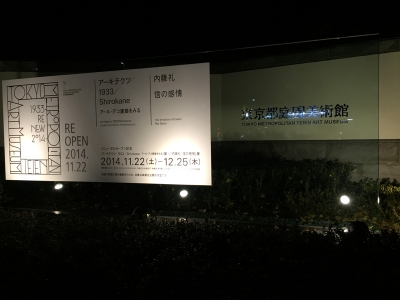 TOKYO
METROPOLITAN
TEIEN
ART MUSEUM
1933
RE
NEW
2014
RE
OPEN
2014.
11.22
アーキテクツ/
1933/
Shirokane
アール・デコ建築をみる
内藤 礼
信の感情
2014.11.22(土)–12.25(木)
東京都庭園美術館
TOKYO METROPOLITAN TEIEN ART MUSEUM